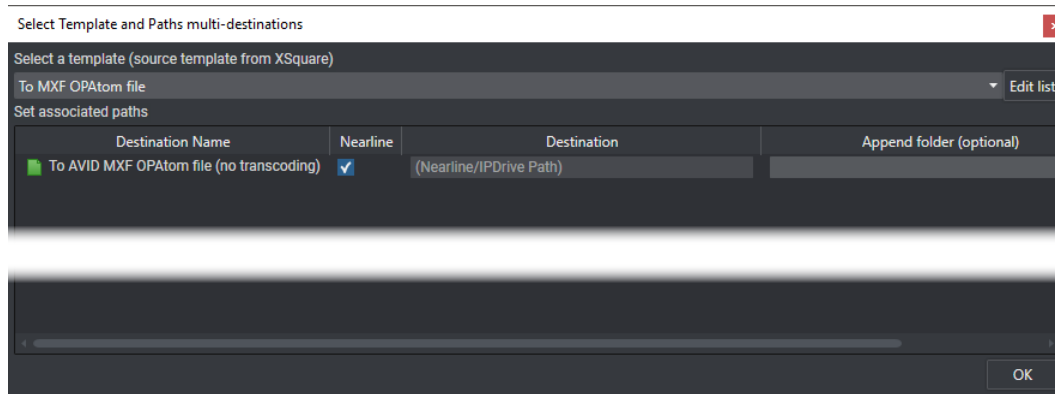 Select Template and Paths multi-destinations
Select a template (source template from XSquare)
To MXF OPAtom file
Edit list
Set associated paths
Destination Name Nearline Destination Append folder (optional)
To AVID MXF OPAtom file (no transcoding) (Nearline/IPDrive Path)
OK